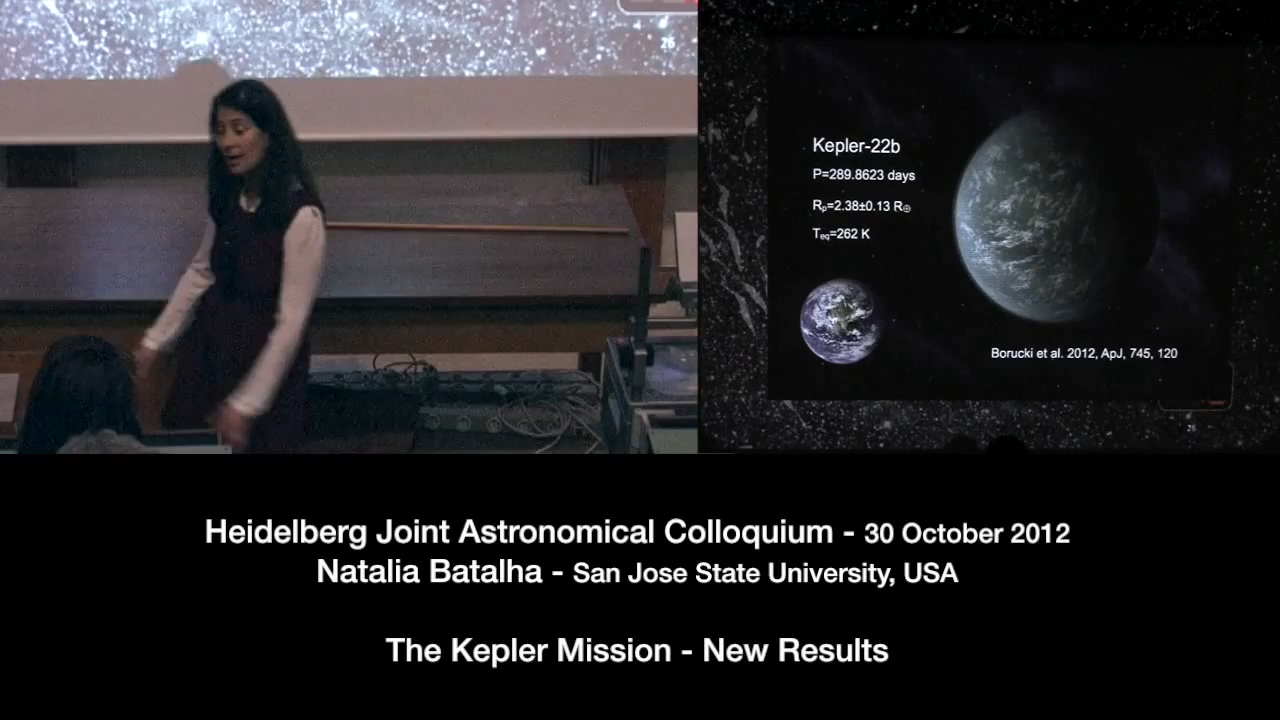 26
Kepler-22b
P=289.8623 days
Rp=2.38±0.13 R⊕
Teq=262 K
Borucki et al. 2012, ApJ, 745, 120
26
Heidelberg Joint Astronomical Colloquium - 30 October 2012
Natalia Batalha - San Jose State University, USA
The Kepler Mission - New Results